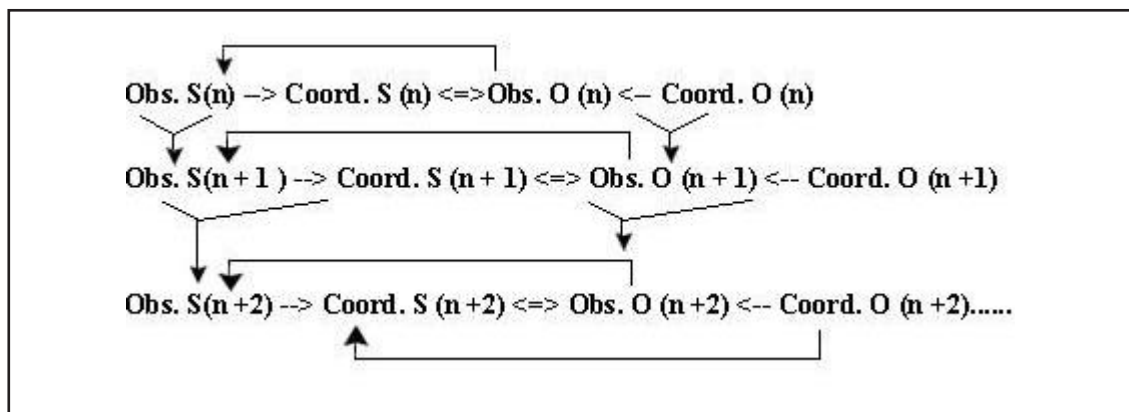 Obs. S(n) --> Coord. S (n) <=>Obs. O (n) <-- Coord. O (n)
Obs. S(n + 1 ) --> Coord. S (n + 1) <=> Obs. O (n + 1) <-- Coord. O (n +1)
Obs. S(n +2) --> Coord. S (n +2) <=> Obs. O (n +2) <-- Coord. O (n +2)......